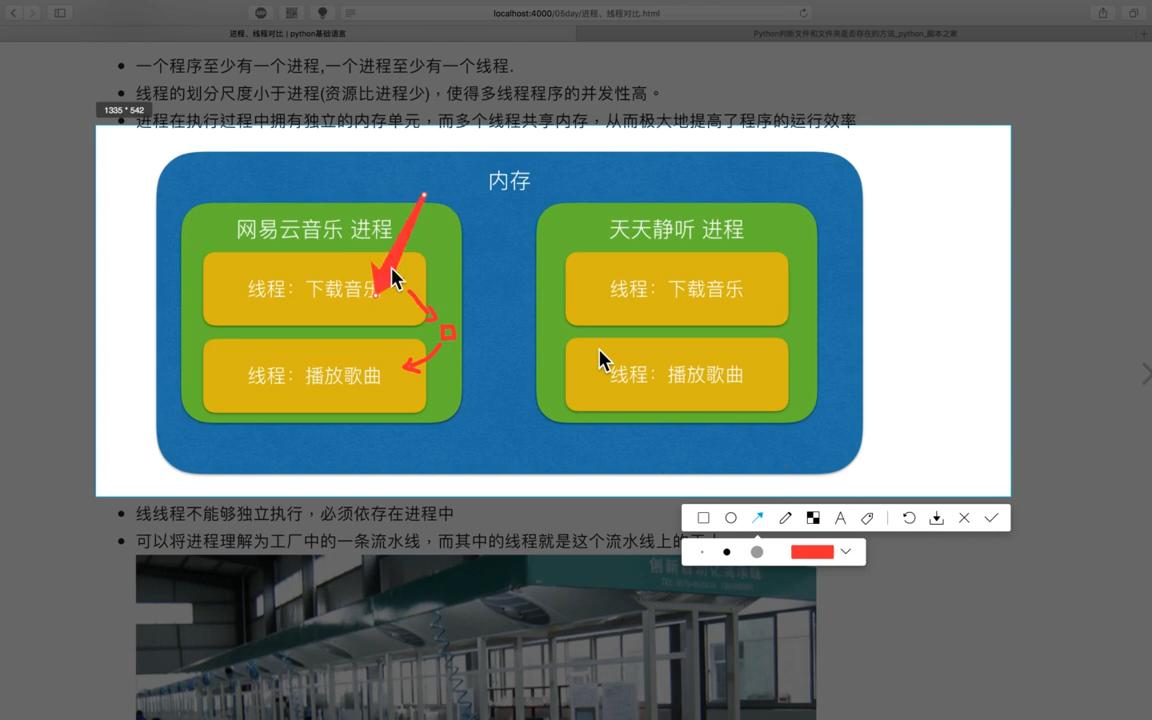 localhost:4000/05day/进程、线程对比.html
进程、线程对比 | python基础语言
Python判断文件和文件夹是否存在的方法_python_脚本之家
一个程序至少有一个进程,一个进程至少有一个线程.
线程的划分尺度小于进程(资源比进程少)，使得多线程程序的并发性高。
1335 * 542
进程在执行过程中拥有独立的内存单元，而多个线程共享内存，从而极大地提高了程序的运行效率
内存
网易云音乐 进程
天天静听 进程
线程：下载音乐
线程：下载音乐
线程：播放歌曲
线程：播放歌曲
线线程不能够独立执行，必须依存在进程中
可以将进程理解为工厂中的一条流水线，而其中的线程就是这个流水线上的工人
A